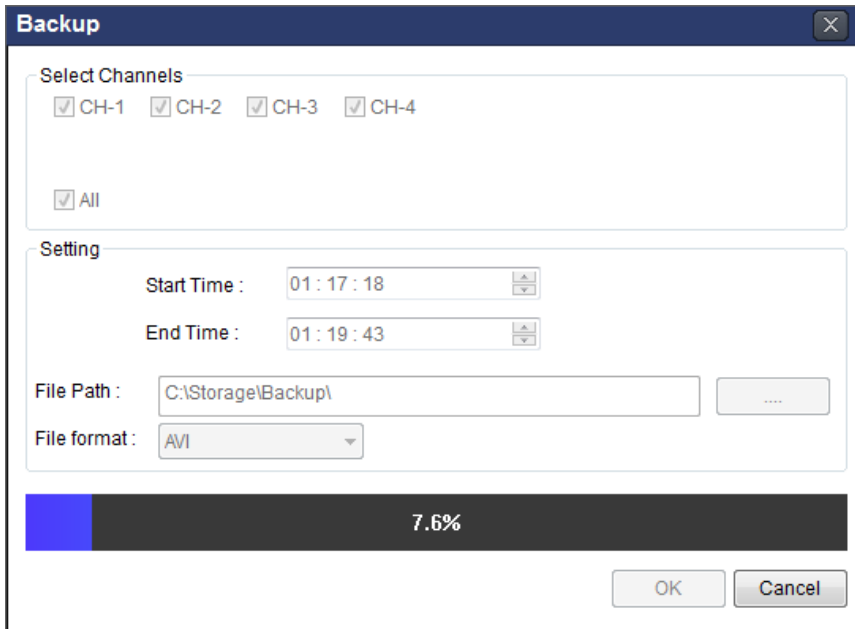 Backup
Select Channels
CH-1 CH-2 CH-3 CH-4
All
Setting
Start Time : 01 : 17 : 18
End Time : 01 : 19 : 43
File Path : C:\Storage\Backup\ ....
File format : AVI
7.6%
OK Cancel